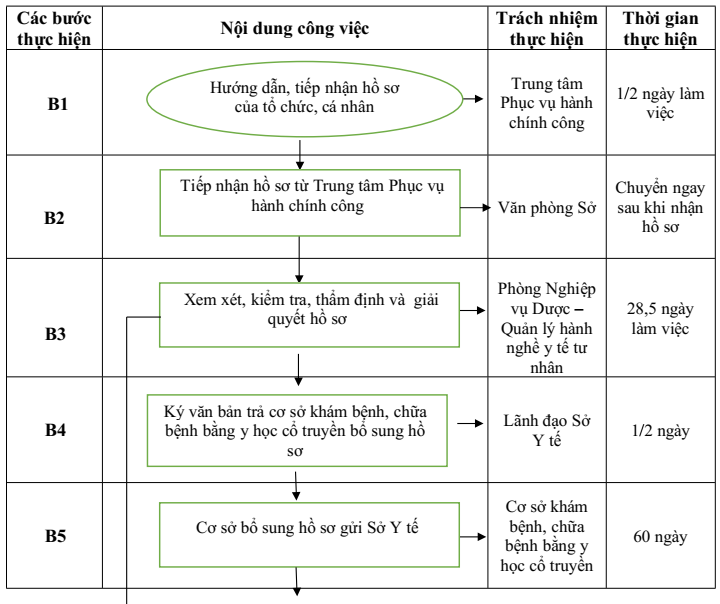 Các bước
thực hiện
Nội dung công việc
Trách nhiệm
thực hiện
Thời gian
thực hiện
B1
Hướng dẫn, tiếp nhận hồ sơ
của tổ chức, cá nhân
Trung tâm
Phục vụ hành
chính công
1/2 ngày làm
việc
B2
Tiếp nhận hồ sơ từ Trung tâm Phục vụ
hành chính công
Văn phòng Sở
Chuyển ngay
sau khi nhận
hồ sơ
B3
Xem xét, kiểm tra, thẩm định và giải
quyết hồ sơ
Phòng Nghiệp
vụ Dược –
Quản lý hành
nghề y tế tư
nhân
28,5 ngày
làm việc
B4
Ký văn bản trả cơ sở khám bệnh, chữa
bệnh bằng y học cổ truyền bổ sung hồ
sơ
Lãnh đạo Sở
Y tế
1/2 ngày
B5
Cơ sở bổ sung hồ sơ gửi Sở Y tế
Cơ sở khám
bệnh, chữa
bệnh bằng y
học cổ truyền
60 ngày